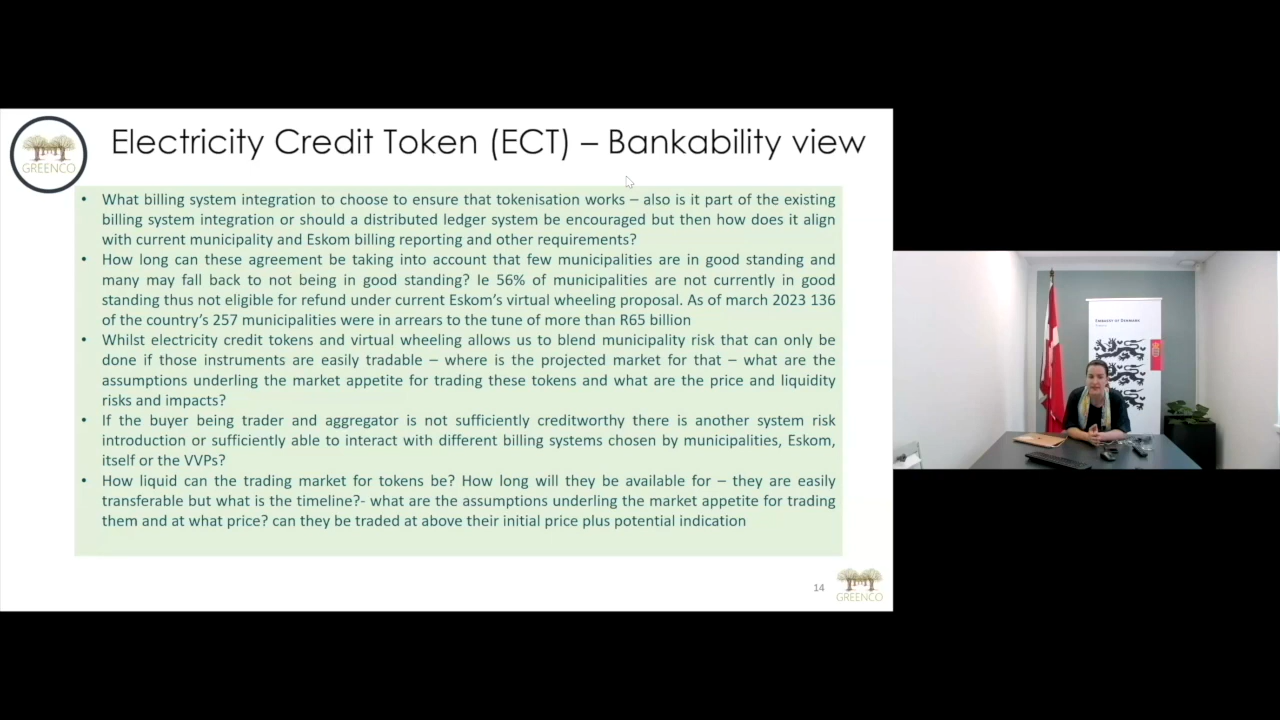 Electricity Credit Token (ECT) – Bankability view
GREENCO
• What billing system integration to choose to ensure that tokenisation works – also is it part of the existing
billing system integration or should a distributed ledger system be encouraged but then how does it align
with current municipality and Eskom billing reporting and other requirements?
• How long can these agreement be taking into account that few municipalities are in good standing and
many may fall back to not being in good standing? Ie 56% of municipalities are not currently in good
standing thus not eligible for refund under current Eskom's virtual wheeling proposal. As of march 2023 136
of the country's 257 municipalities were in arrears to the tune of more than R65 billion
• Whilst electricity credit tokens and virtual wheeling allows us to blend municipality risk that can only be
done if those instruments are easily tradable – where is the projected market for that – what are the
assumptions underling the market appetite for trading these tokens and what are the price and liquidity
risks and impacts?
• If the buyer being trader and aggregator is not sufficiently creditworthy there is another system risk
introduction or sufficiently able to interact with different billing systems chosen by municipalities, Eskom,
itself or the VVPs?
• How liquid can the trading market for tokens be? How long will they be available for – they are easily
transferable but what is the timeline?- what are the assumptions underling the market appetite for trading
them and at what price? can they be traded at above their initial price plus potential indication
14
GREENCO
EMBASSY OF DENMARK